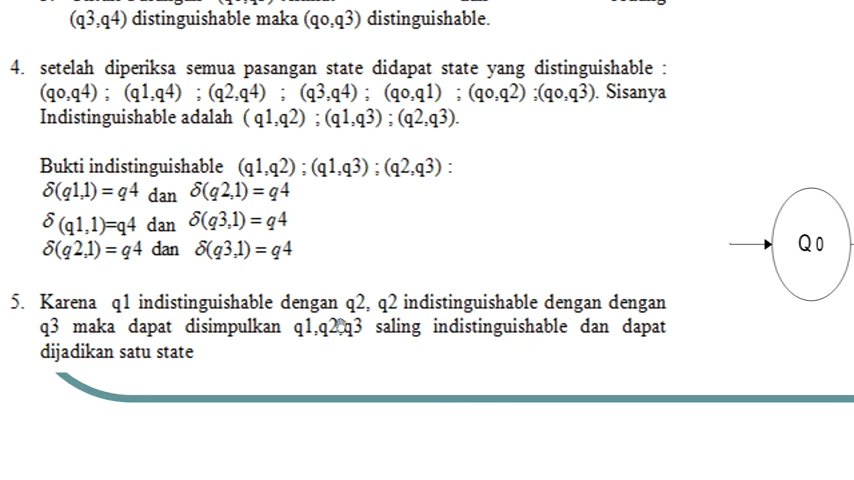 (q3,q4) distinguishable maka (qo,q3) distinguishable.
4. setelah diperiksa semua pasangan state didapat state yang distinguishable :
(qo,q4) ; (q1,q4) ; (q2,q4) ; (q3,q4) ; (qo,q1) ; (qo,q2) ;(qo,q3). Sisanya
Indistinguishable adalah ( q1,q2) ; (q1,q3) ; (q2,q3).
Bukti indistinguishable (q1,q2) ; (q1,q3) ; (q2,q3) :
δ(q1,1) = q4 dan δ(q2,1) = q4
δ (q1,1)=q4 dan δ(q3,1) = q4
δ(q2,1) = q4 dan δ(q3,1) = q4
Q 0
5. Karena q1 indistinguishable dengan q2, q2 indistinguishable dengan dengan
q3 maka dapat disimpulkan q1,q2,q3 saling indistinguishable dan dapat
dijadikan satu state